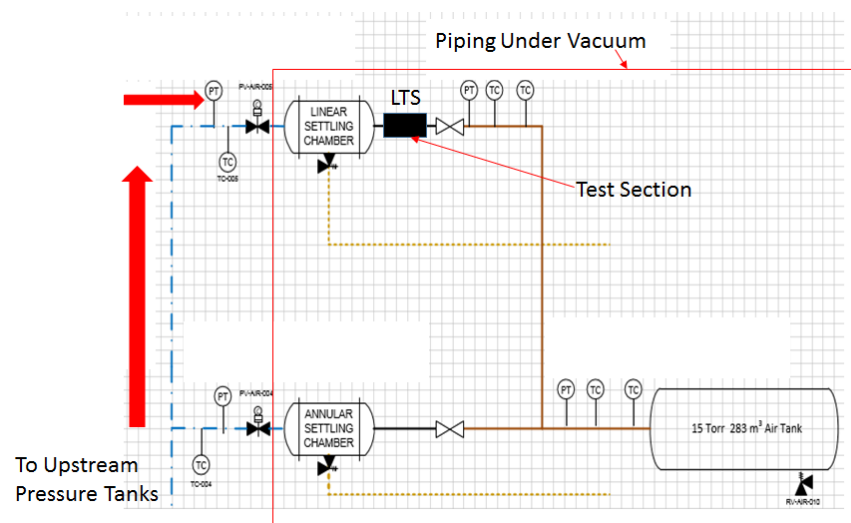 Piping Under Vacuum
PT
PV-AIR-005
LINEAR
SETTLING
CHAMBER
LTS
PT
TC
TC
TC
TC-005
Test Section
PT
PV-AIR-004
ANNULAR
SETTLING
CHAMBER
PT
TC
TC
15 Torr 283 m³ Air Tank
TC
TC-004
To Upstream
Pressure Tanks
RV-AIR-010